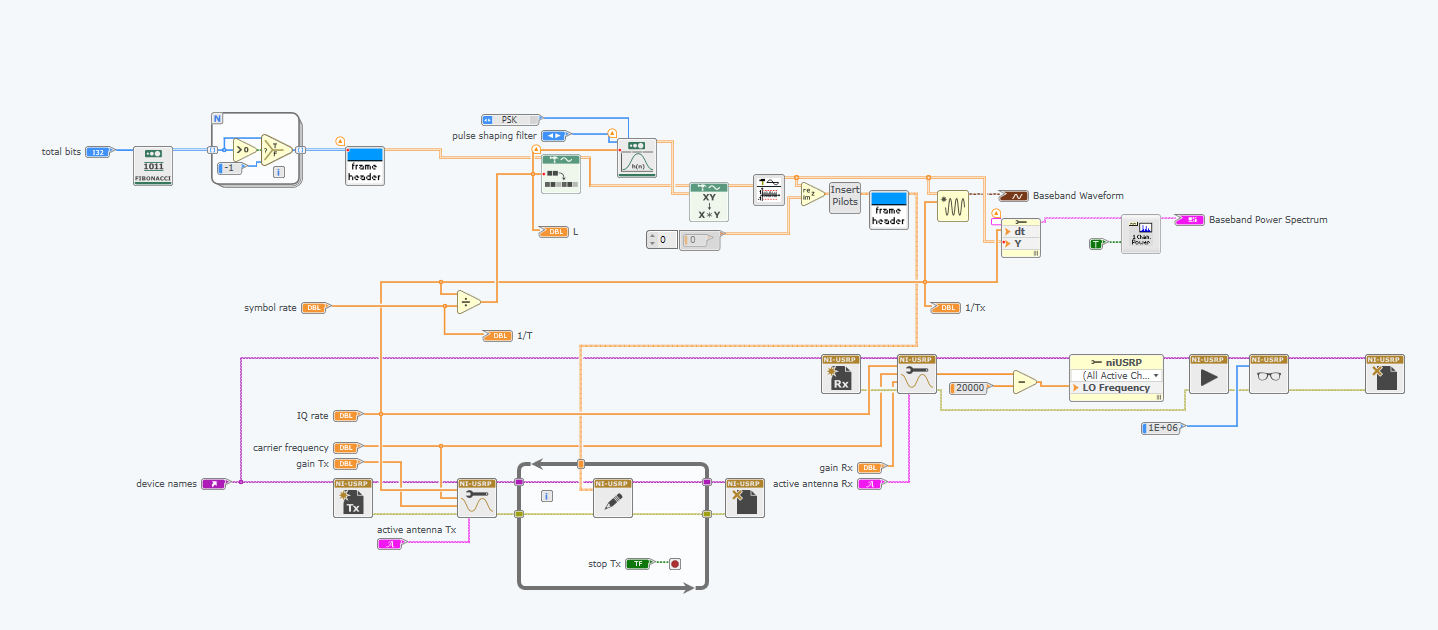 total bits
I32
1011
FIBONACCI
N
>0
?
T
F
-1
i
frame
header
PSK
pulse shaping filter
h(n)
DBL
L
XY
X*Y
0
0
re
im
Insert
Pilots
frame
header
Baseband Waveform
dt
Y
T
1 Chan.
Power
Baseband Power Spectrum
symbol rate
DBL
÷
DBL
1/T
DBL
1/Tx
NI-USRP
Rx
NI-USRP
20000
-
niUSRP
(All Active Ch...
LO Frequency
NI-USRP
NI-USRP
NI-USRP
1E+06
IQ rate
DBL
carrier frequency
DBL
gain Tx
DBL
device names
NI-USRP
Tx
NI-USRP
active antenna Tx
i
NI-USRP
stop Tx
TF
NI-USRP
gain Rx
DBL
active antenna Rx